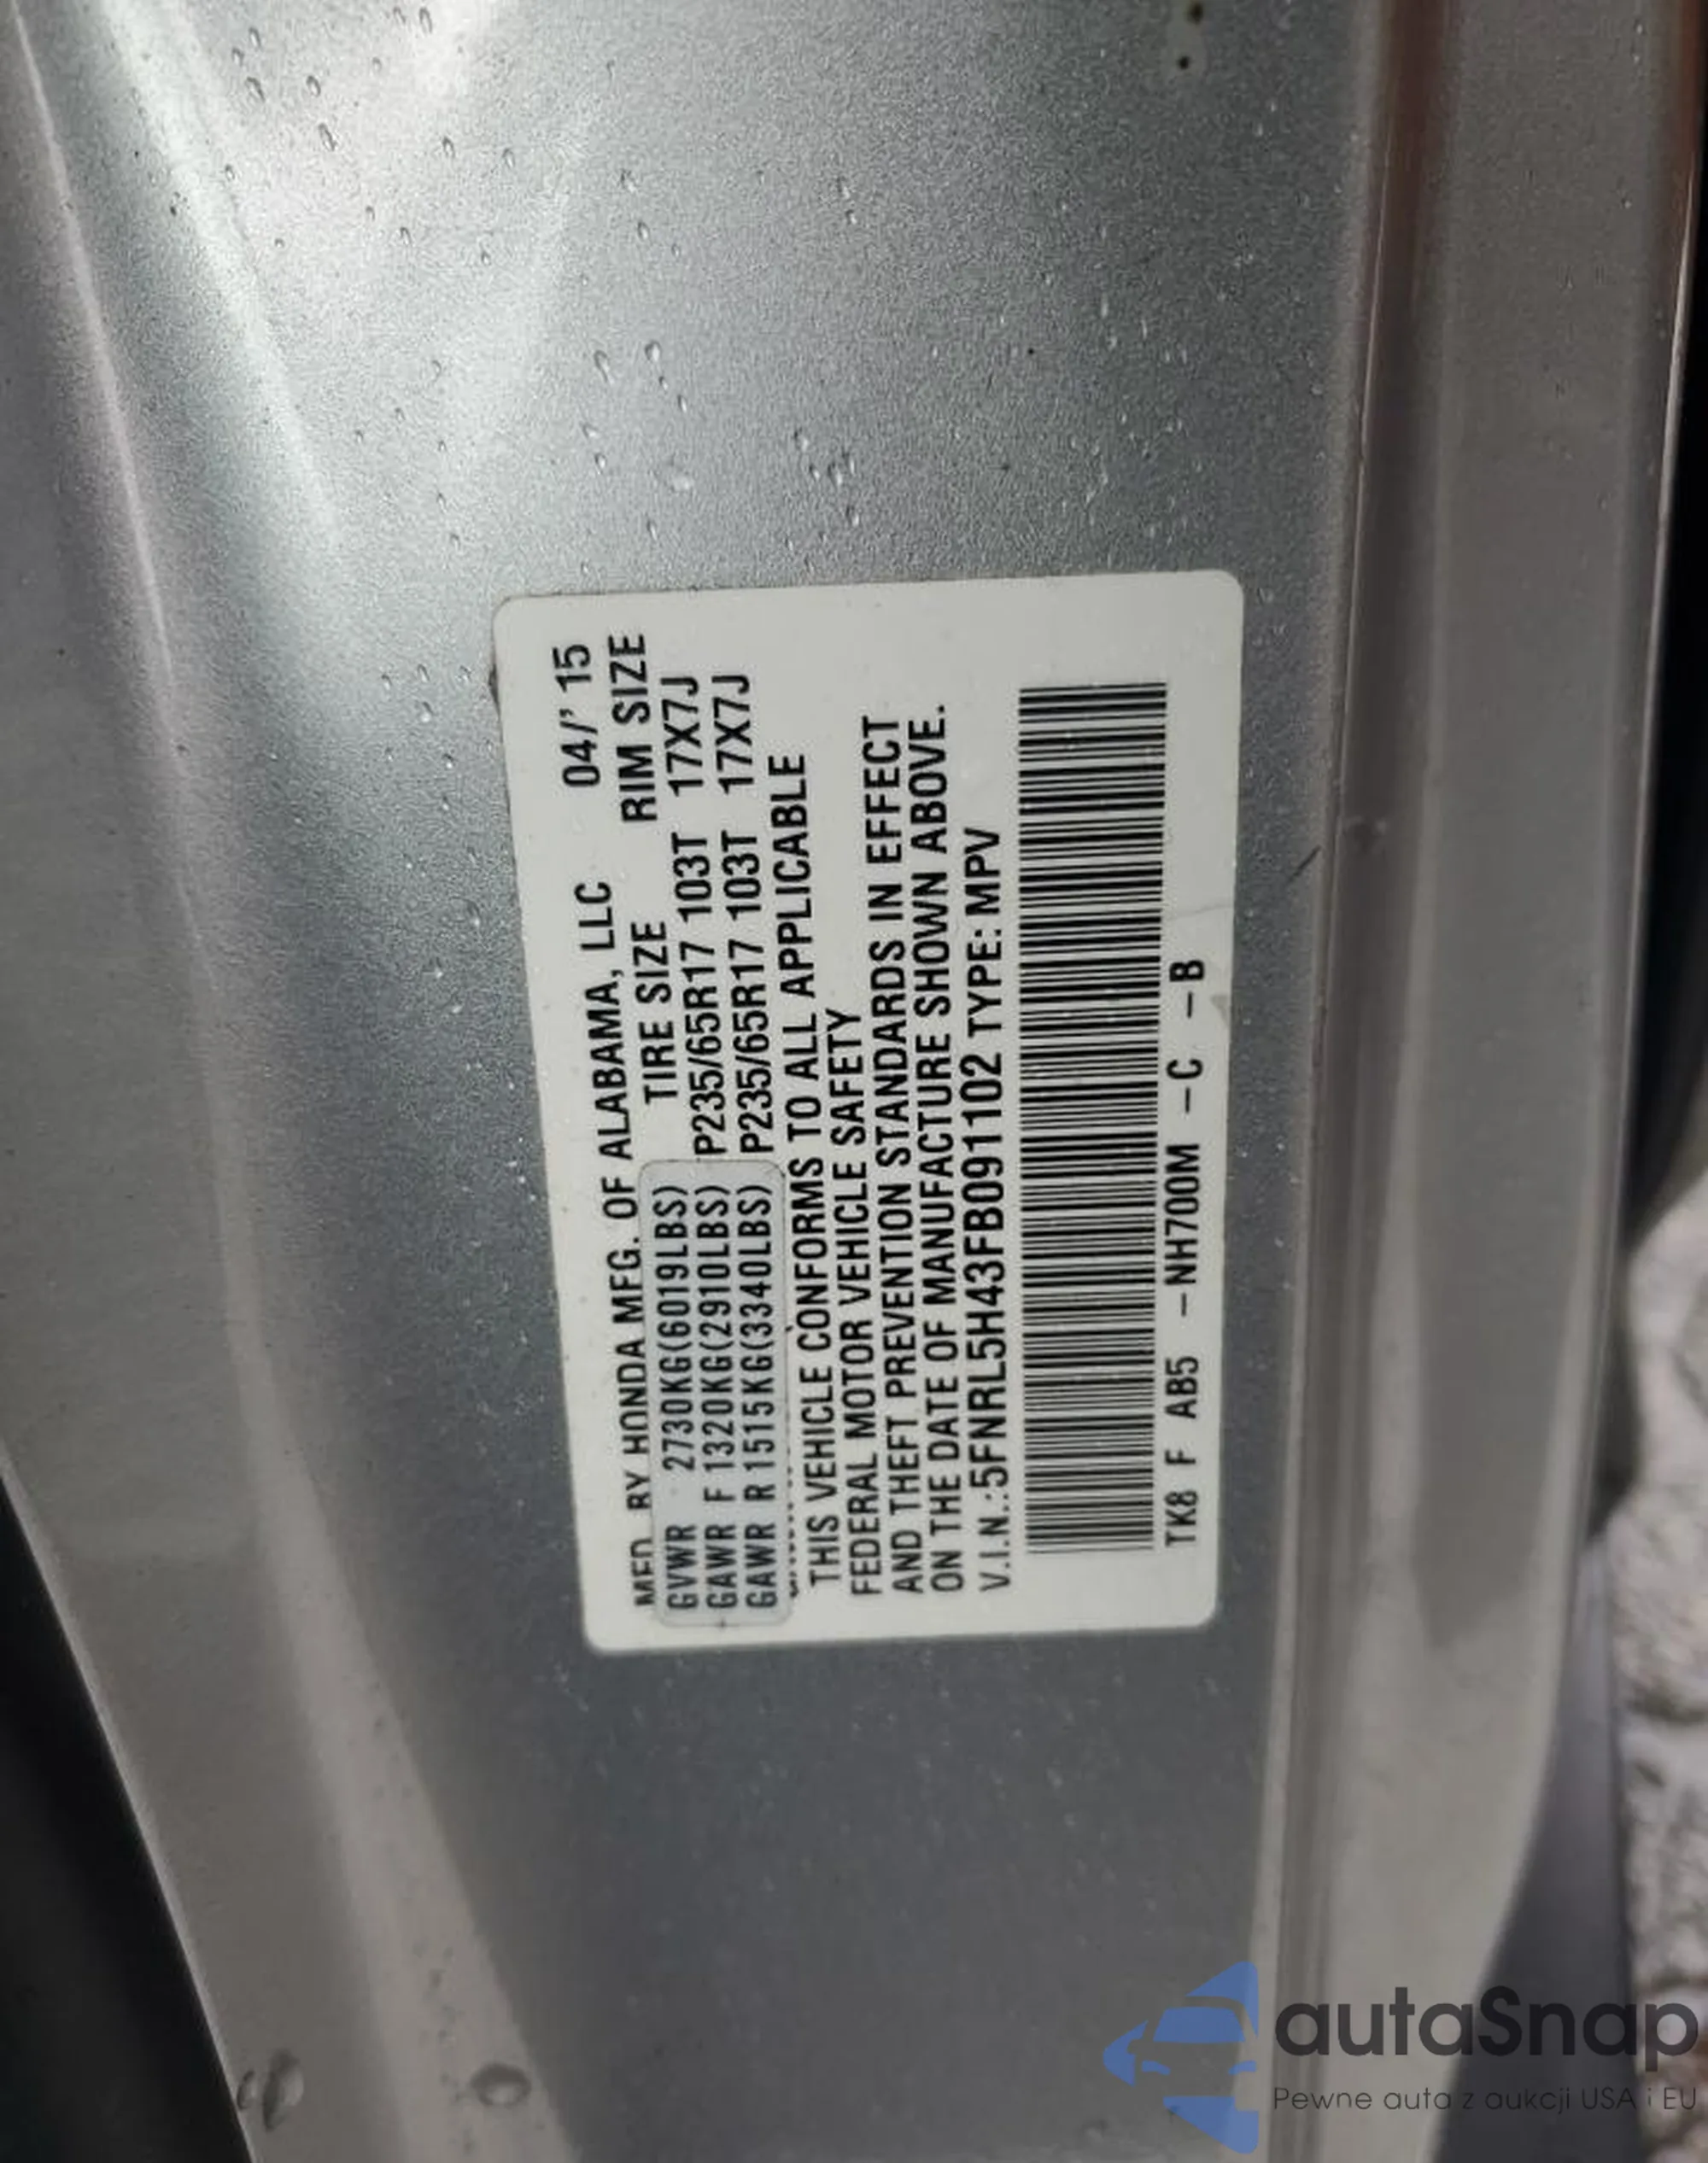 MFD. BY HONDA MFG. OF ALABAMA, LLC 04/'15
TIRE SIZE RIM SIZE
GVWR 2730KG(6019LBS)
GAWR F 1320KG(2910LBS) P235/65R17 103T 17X7J
GAWR R 1515KG(3340LBS) P235/65R17 103T 17X7J
THIS VEHICLE CONFORMS TO ALL APPLICABLE
FEDERAL MOTOR VEHICLE SAFETY
AND THEFT PREVENTION STANDARDS IN EFFECT
ON THE DATE OF MANUFACTURE SHOWN ABOVE.
V.I.N.:5FNRL5H43FB091102 TYPE: MPV
TK8 F AB5 -NH700M -C -B
autaSnap
Pewne auta z aukcji USA i EU